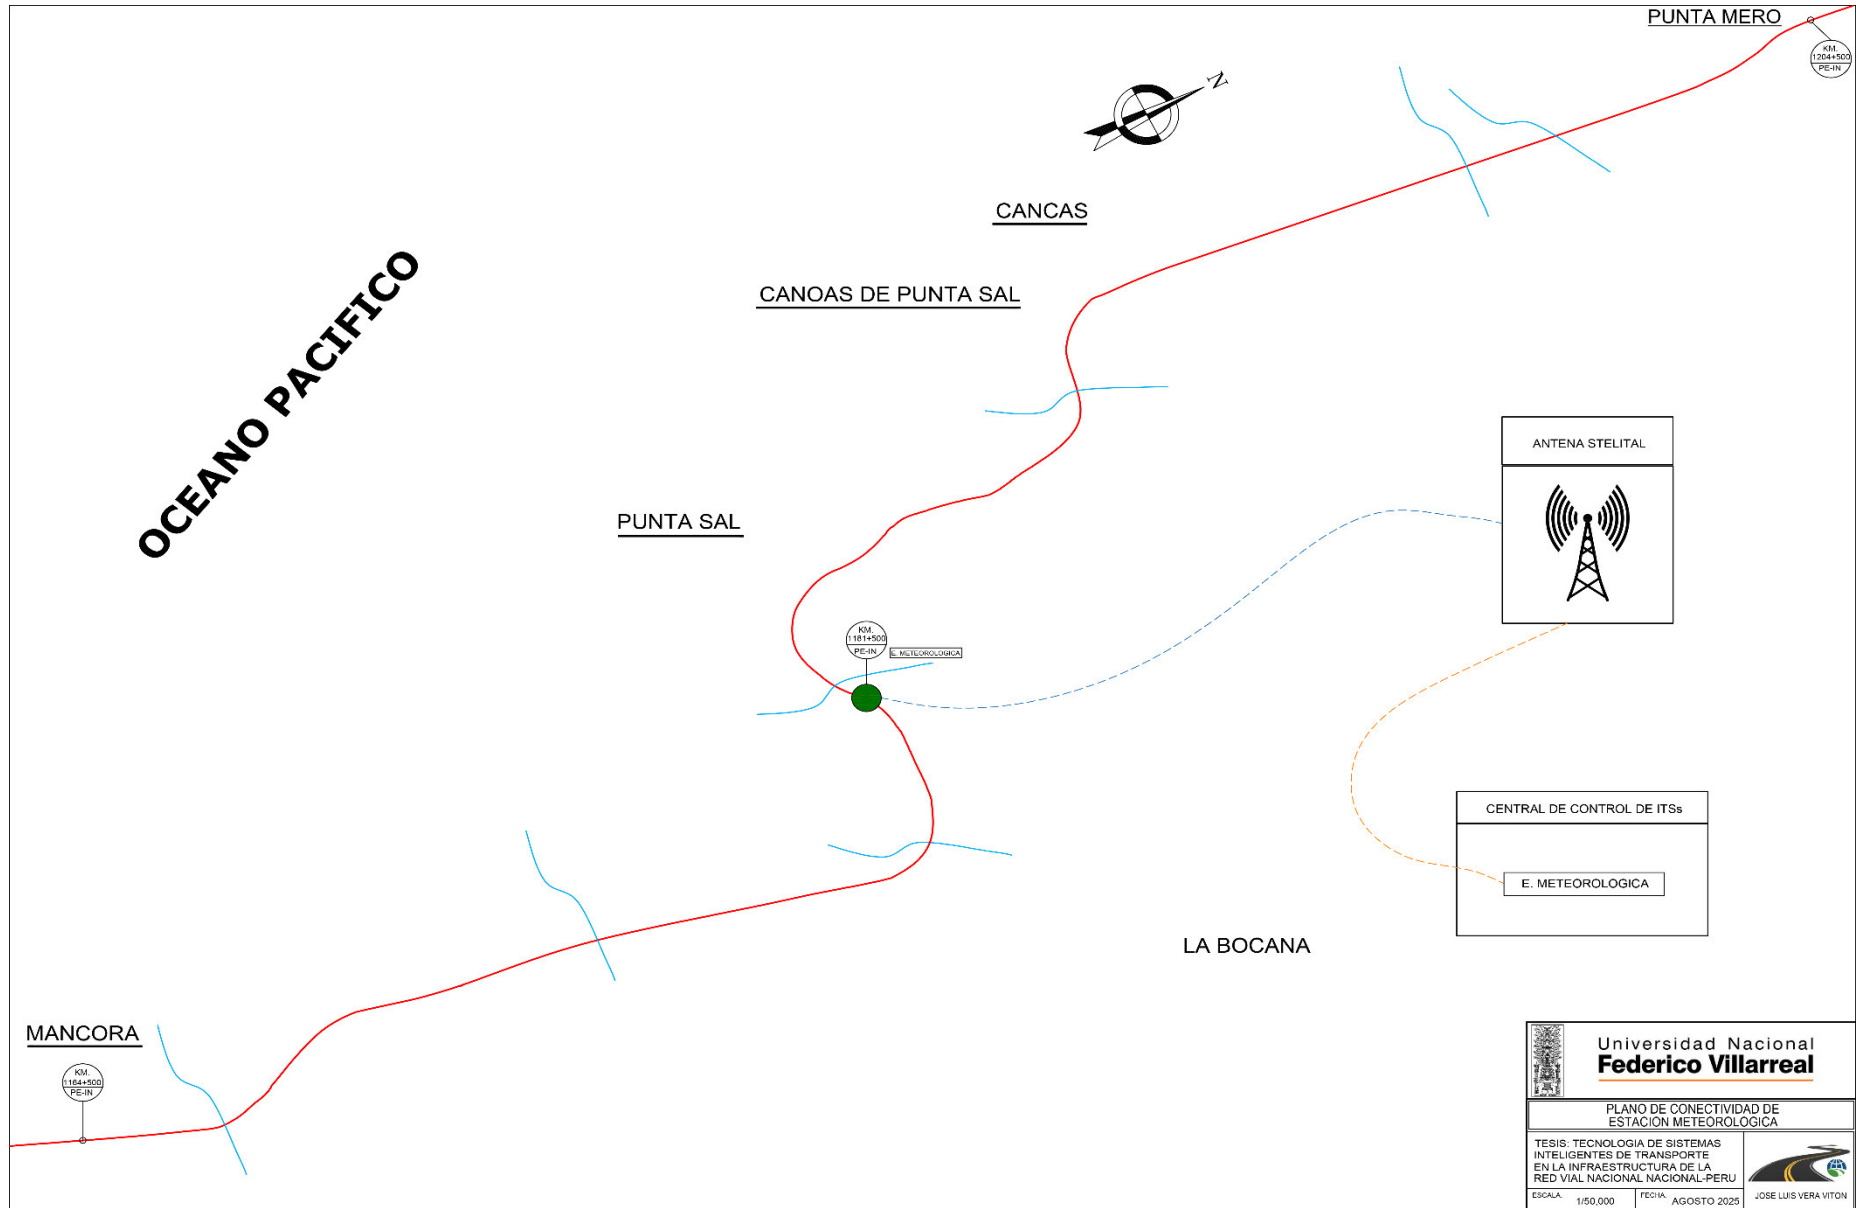 PUNTA MERO
KM.
1204+500
PE-IN
N
CANCAS
CANOAS DE PUNTA SAL
OCEANO PACIFICO
PUNTA SAL
ANTENA STELITAL
KM.
1181+500
PE-IN
E. METEOROLOGICA
CENTRAL DE CONTROL DE ITSs
E. METEOROLOGICA
LA BOCANA
MANCORA
KM.
1164+500
PE-IN
Universidad Nacional
Federico Villarreal
PLANO DE CONECTIVIDAD DE
ESTACION METEOROLOGICA
TESIS: TECNOLOGIA DE SISTEMAS
INTELIGENTES DE TRANSPORTE
EN LA INFRAESTRUCTURA DE LA
RED VIAL NACIONAL NACIONAL-PERU
ESCALA: 1/50,000
FECHA: AGOSTO 2025
JOSE LUIS VERA VITON